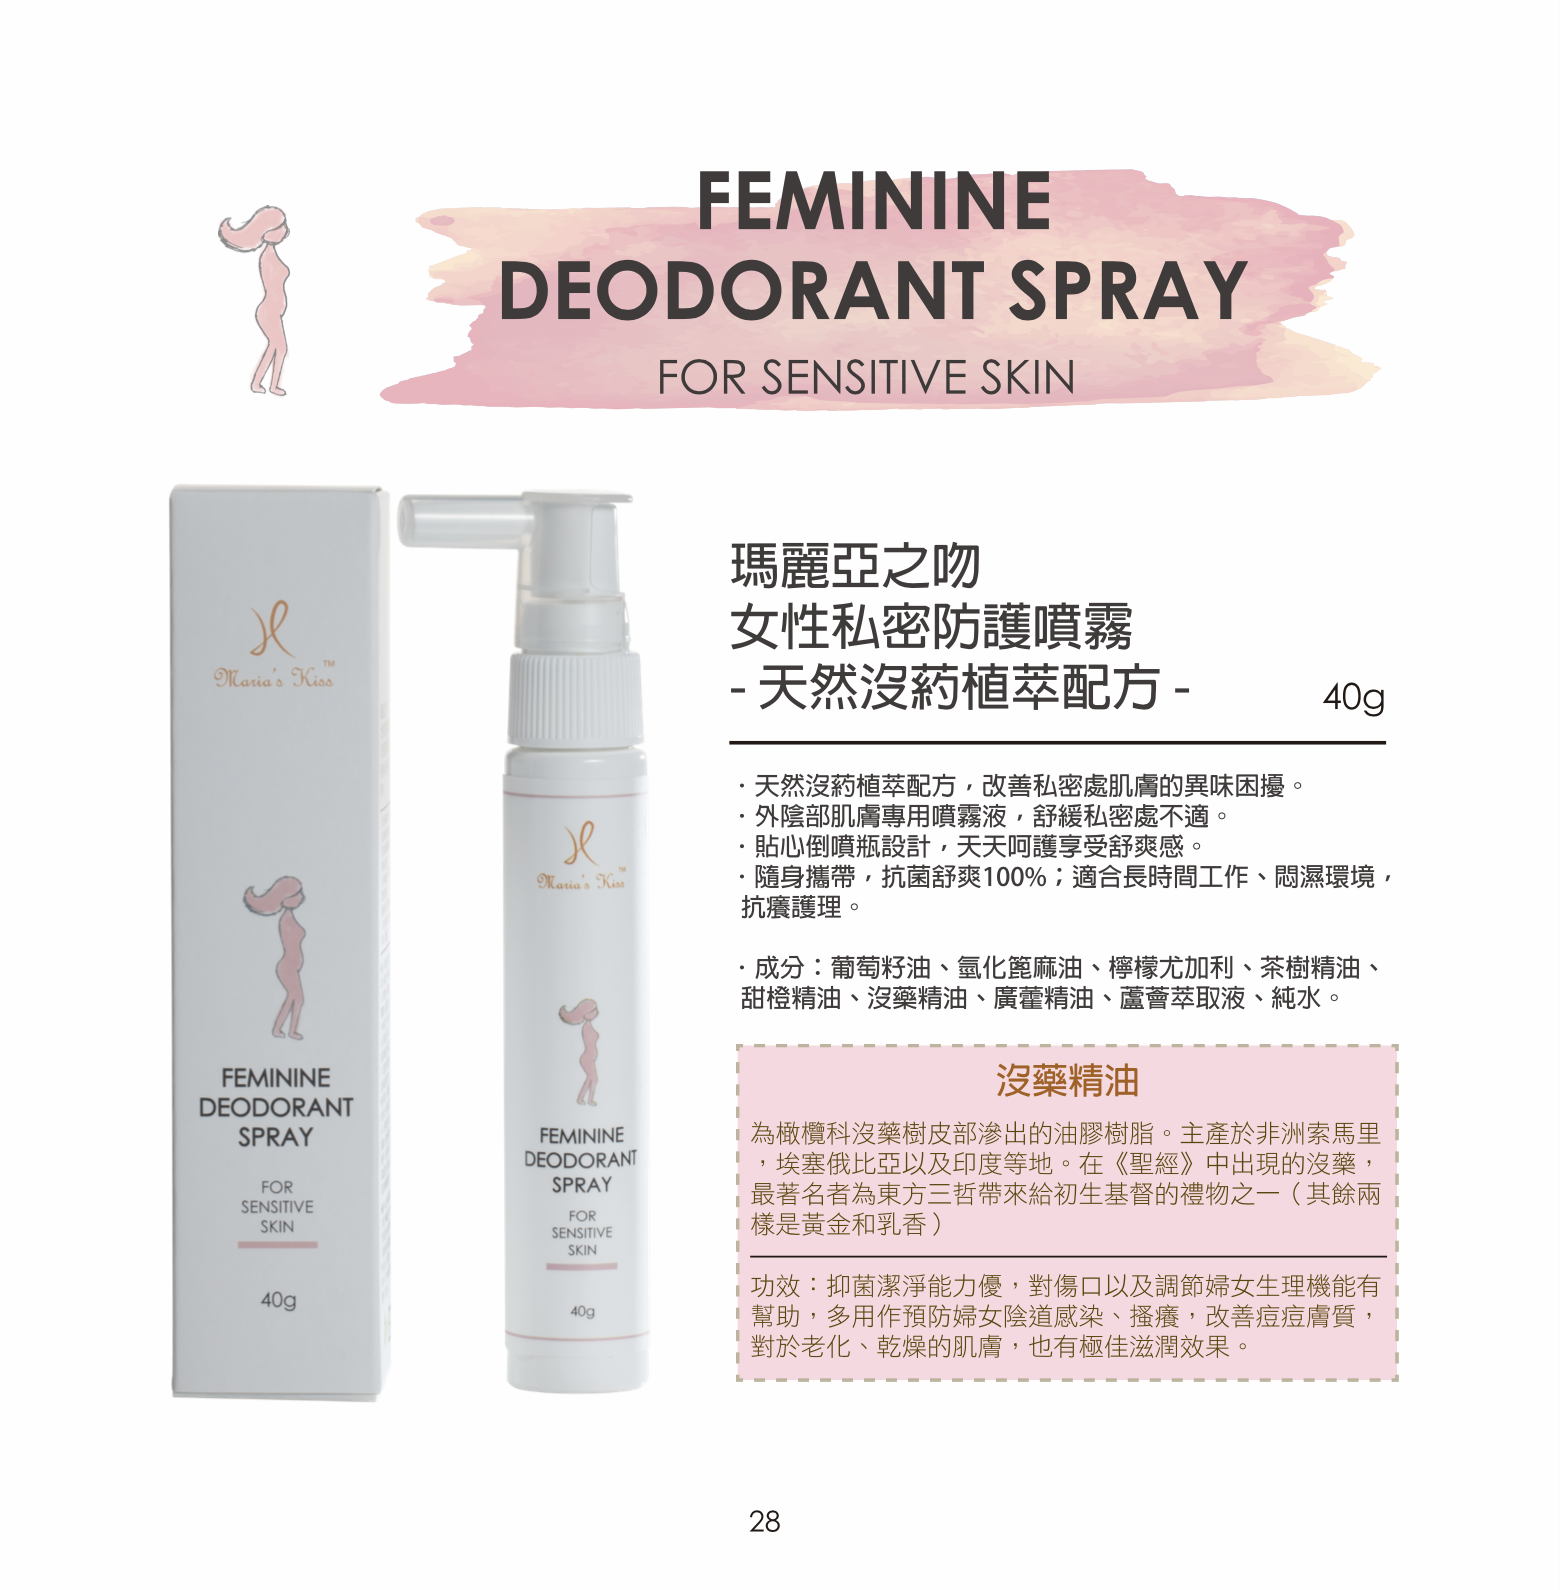 FEMININE
DEODORANT SPRAY
FOR SENSITIVE SKIN
Maria's Kiss™
FEMININE
DEODORANT
SPRAY
FOR
SENSITIVE
SKIN
40g
Maria's Kiss™
FEMININE
DEODORANT
SPRAY
FOR
SENSITIVE
SKIN
40g
瑪麗亞之吻
女性私密防護噴霧
- 天然沒葯植萃配方 -
40g
· 天然沒葯植萃配方，改善私密處肌膚的異味困擾。
· 外陰部肌膚專用噴霧液，舒緩私密處不適。
· 貼心倒噴瓶設計，天天呵護享受舒爽感。
· 隨身攜帶，抗菌舒爽100%；適合長時間工作、悶濕環境，
抗癢護理。
· 成分：葡萄籽油、氫化篦麻油、檸檬尤加利、茶樹精油、
甜橙精油、沒藥精油、廣藿精油、蘆薈萃取液、純水。
沒藥精油
為橄欖科沒藥樹皮部滲出的油膠樹脂。主產於非洲索馬里
，埃塞俄比亞以及印度等地。在《聖經》中出現的沒藥，
最著名者為東方三哲帶來給初生基督的禮物之一（其餘兩
樣是黃金和乳香）
功效：抑菌潔淨能力優，對傷口以及調節婦女生理機能有
幫助，多用作預防婦女陰道感染、搔癢，改善痘痘膚質，
對於老化、乾燥的肌膚，也有極佳滋潤效果。
28